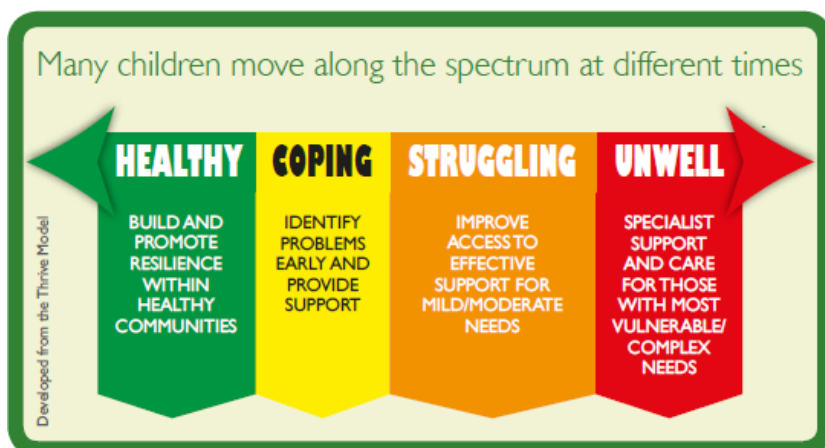 Many children move along the spectrum at different times
HEALTHY
BUILD AND
PROMOTE
RESILIENCE
WITHIN
HEALTHY
COMMUNITIES
COPING
IDENTIFY
PROBLEMS
EARLY AND
PROVIDE
SUPPORT
STRUGGLING
IMPROVE
ACCESS TO
EFFECTIVE
SUPPORT FOR
MILD/MODERATE
NEEDS
UNWELL
SPECIALIST
SUPPORT
AND CARE
FOR THOSE
WITH MOST
VULNERABLE/
COMPLEX
NEEDS
Developed from the Thrive Model